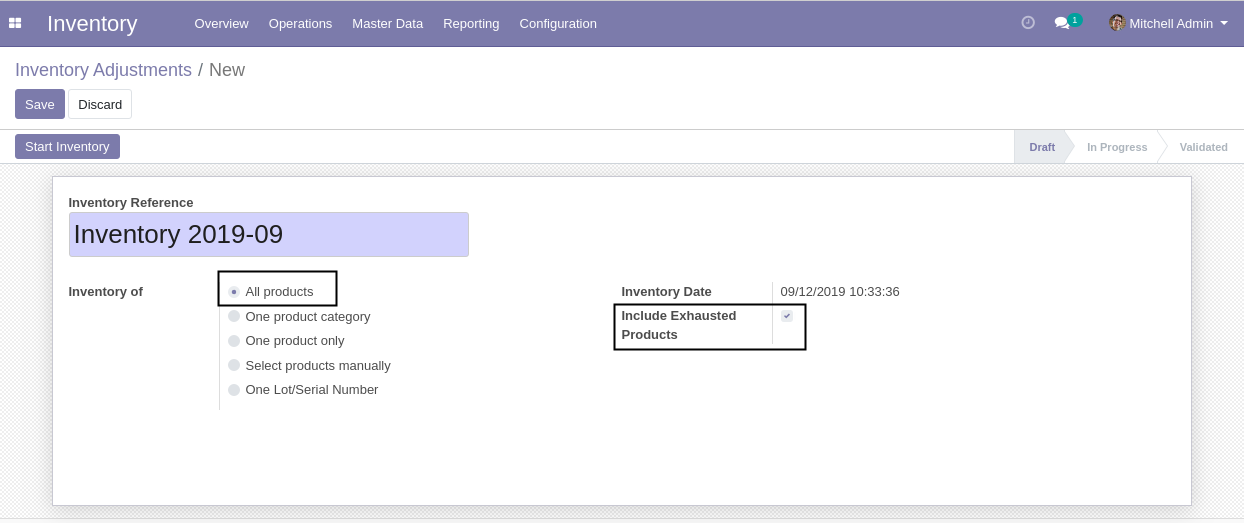 Inventory Overview Operations Master Data Reporting Configuration 1 Mitchell Admin
Inventory Adjustments / New
Save Discard
Start Inventory Draft In Progress Validated
Inventory Reference
Inventory 2019-09
Inventory of All products Inventory Date 09/12/2019 10:33:36
One product category Include Exhausted
Products
One product only
Select products manually
One Lot/Serial Number